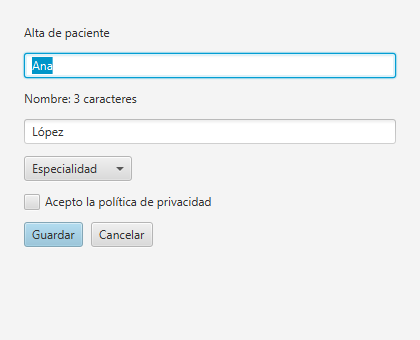 Alta de paciente
Ana
Nombre: 3 caracteres
López
Especialidad
Acepto la política de privacidad
Guardar Cancelar